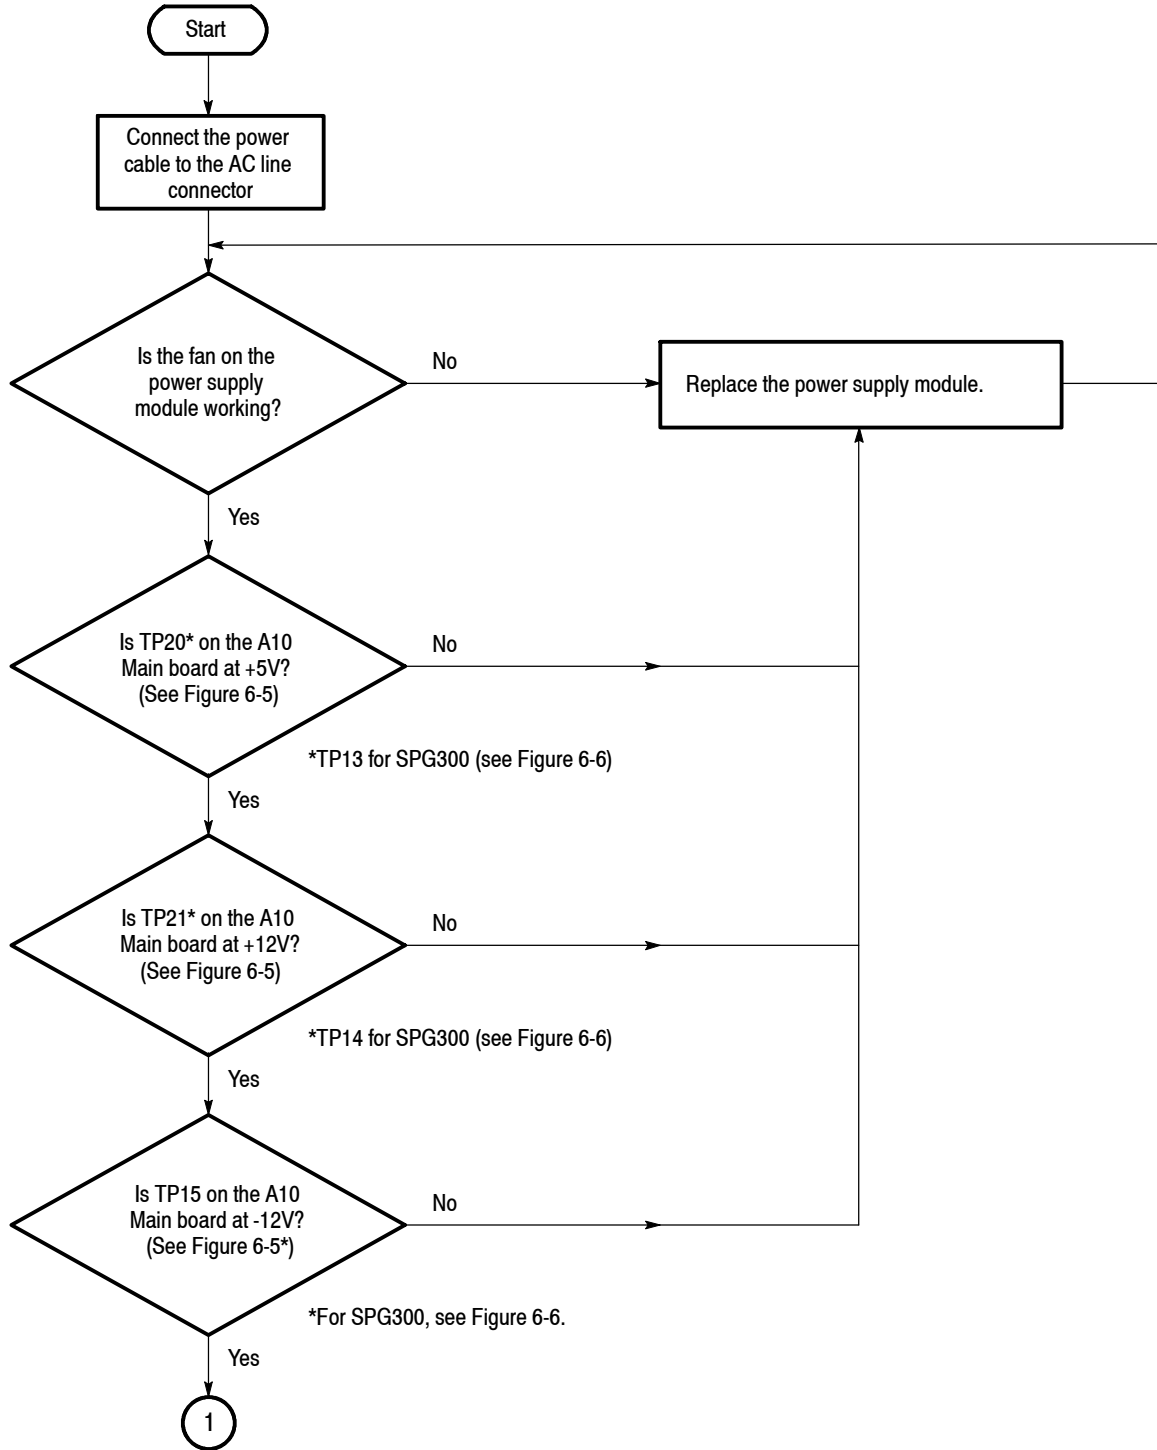 Start
Connect the power
cable to the AC line
connector
Is the fan on the
power supply
module working?
No
Replace the power supply module.
Yes
Is TP20* on the A10
Main board at +5V?
(See Figure 6-5)
No
*TP13 for SPG300 (see Figure 6-6)
Yes
Is TP21* on the A10
Main board at +12V?
(See Figure 6-5)
No
*TP14 for SPG300 (see Figure 6-6)
Yes
Is TP15 on the A10
Main board at -12V?
(See Figure 6-5*)
No
*For SPG300, see Figure 6-6.
Yes
1